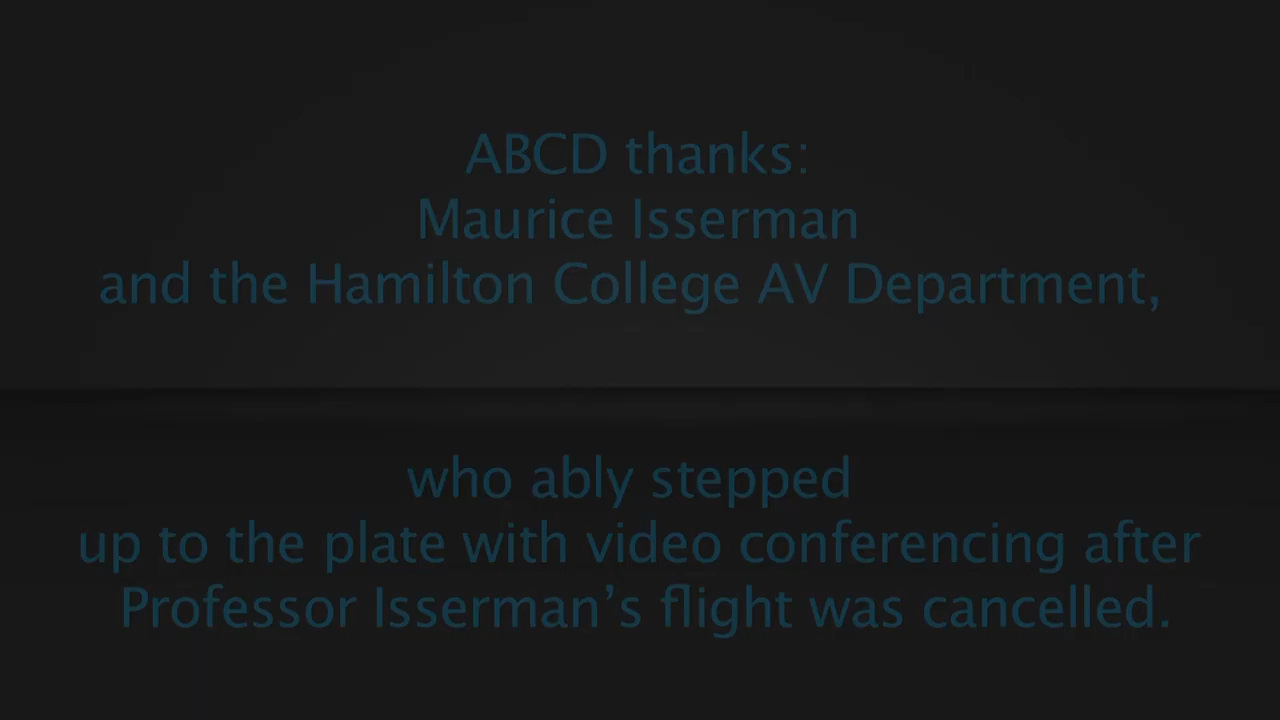 ABCD thanks:
Maurice Isserman
and the Hamilton College AV Department,
who ably stepped
up to the plate with video conferencing after
Professor Isserman’s flight was cancelled.